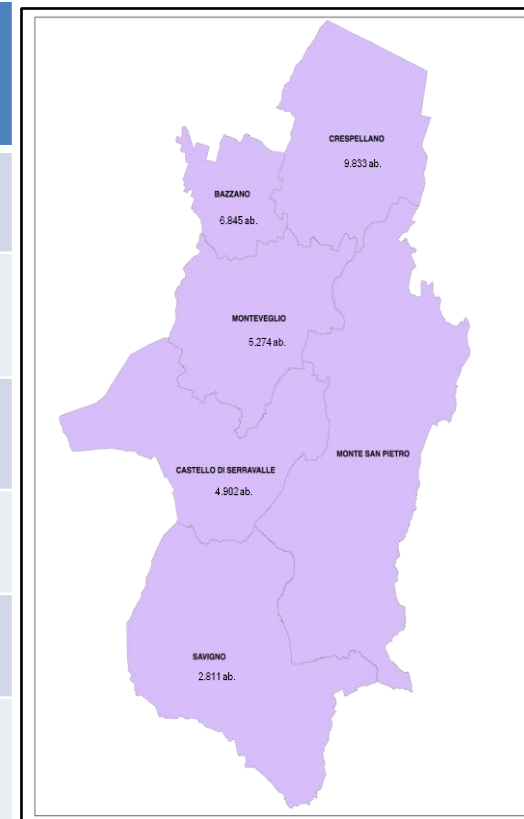 CRESPELLANO
9.833 ab.
BAZZANO
6.845 ab.
MONTEVEGLIO
5.274 ab.
MONTE SAN PIETRO
CASTELLO DI SERRAVALLE
4.902 ab.
SAVIGNO
2.811 ab.